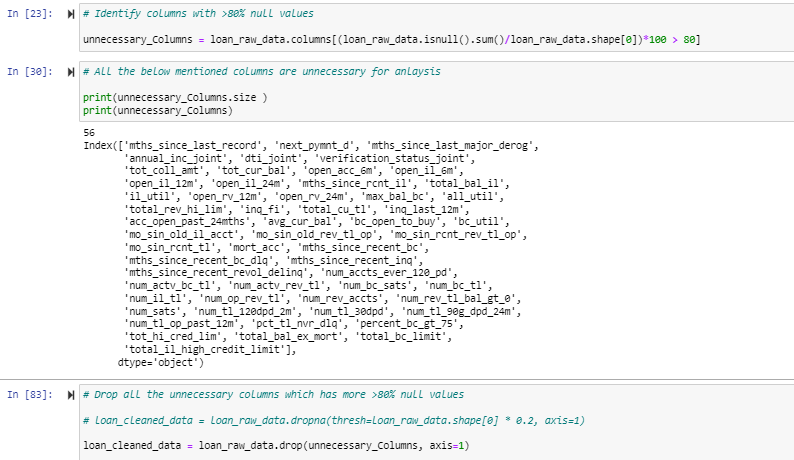 In [23]:
# Identify columns with >80% null values
unnecessary_Columns = loan_raw_data.columns[(loan_raw_data.isnull().sum()/loan_raw_data.shape[0])*100 > 80]
In [30]:
# All the below mentioned columns are unnecessary for anlaysis
print(unnecessary_Columns.size )
print(unnecessary_Columns)
56
Index(['mths_since_last_record', 'next_pymnt_d', 'mths_since_last_major_derog',
'annual_inc_joint', 'dti_joint', 'verification_status_joint',
'tot_coll_amt', 'tot_cur_bal', 'open_acc_6m', 'open_il_6m',
'open_il_12m', 'open_il_24m', 'mths_since_rcnt_il', 'total_bal_il',
'il_util', 'open_rv_12m', 'open_rv_24m', 'max_bal_bc', 'all_util',
'total_rev_hi_lim', 'inq_fi', 'total_cu_tl', 'inq_last_12m',
'acc_open_past_24mths', 'avg_cur_bal', 'bc_open_to_buy', 'bc_util',
'mo_sin_old_il_acct', 'mo_sin_old_rev_tl_op', 'mo_sin_rcnt_rev_tl_op',
'mo_sin_rcnt_tl', 'mort_acc', 'mths_since_recent_bc',
'mths_since_recent_bc_dlq', 'mths_since_recent_inq',
'mths_since_recent_revol_delinq', 'num_accts_ever_120_pd',
'num_actv_bc_tl', 'num_actv_rev_tl', 'num_bc_sats', 'num_bc_tl',
'num_il_tl', 'num_op_rev_tl', 'num_rev_accts', 'num_rev_tl_bal_gt_0',
'num_sats', 'num_tl_120dpd_2m', 'num_tl_30dpd', 'num_tl_90g_dpd_24m',
'num_tl_op_past_12m', 'pct_tl_nvr_dlq', 'percent_bc_gt_75',
'tot_hi_cred_lim', 'total_bal_ex_mort', 'total_bc_limit',
'total_il_high_credit_limit'],
dtype='object')
In [83]:
# Drop all the unnecessary columns which has more >80% null values
# loan_cleaned_data = loan_raw_data.dropna(thresh=loan_raw_data.shape[0] * 0.2, axis=1)
loan_cleaned_data = loan_raw_data.drop(unnecessary_Columns, axis=1)